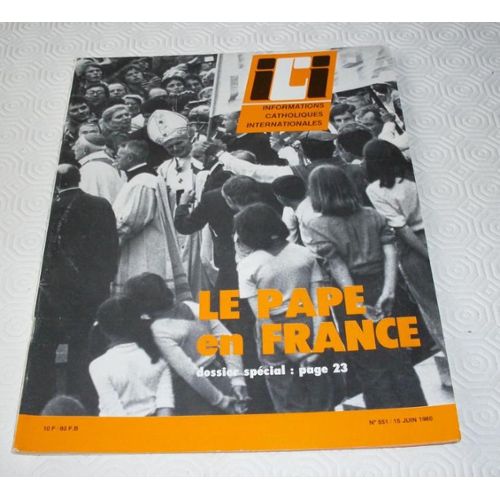 ici
INFORMATIONS
CATHOLIQUES
INTERNATIONALES
LE PAPE
en FRANCE
dossier spécial : page 23
10 F / 83 F.B
N° 551 / 15 JUIN 1980